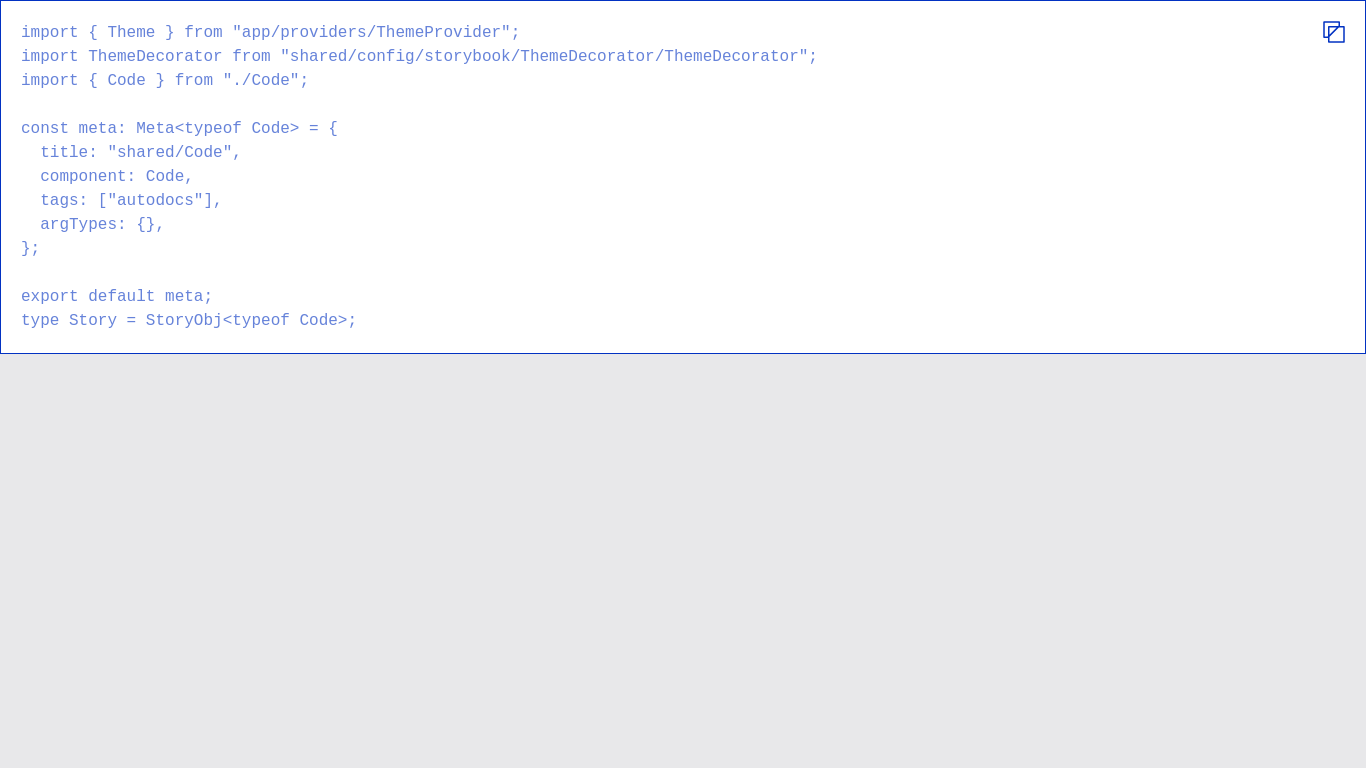 import { Theme } from "app/providers/ThemeProvider";
import ThemeDecorator from "shared/config/storybook/ThemeDecorator/ThemeDecorator";
import { Code } from "./Code";

const meta: Meta<typeof Code> = {
  title: "shared/Code",
  component: Code,
  tags: ["autodocs"],
  argTypes: {},
};

export default meta;
type Story = StoryObj<typeof Code>;